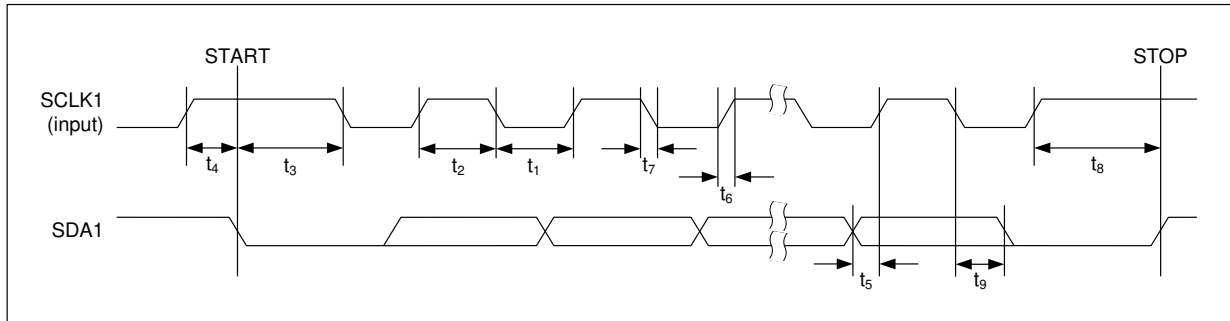 START
STOP
SCLK1
(input)
t4
t3
t2
t1
t7
t6
t8
SDA1
t5
t9